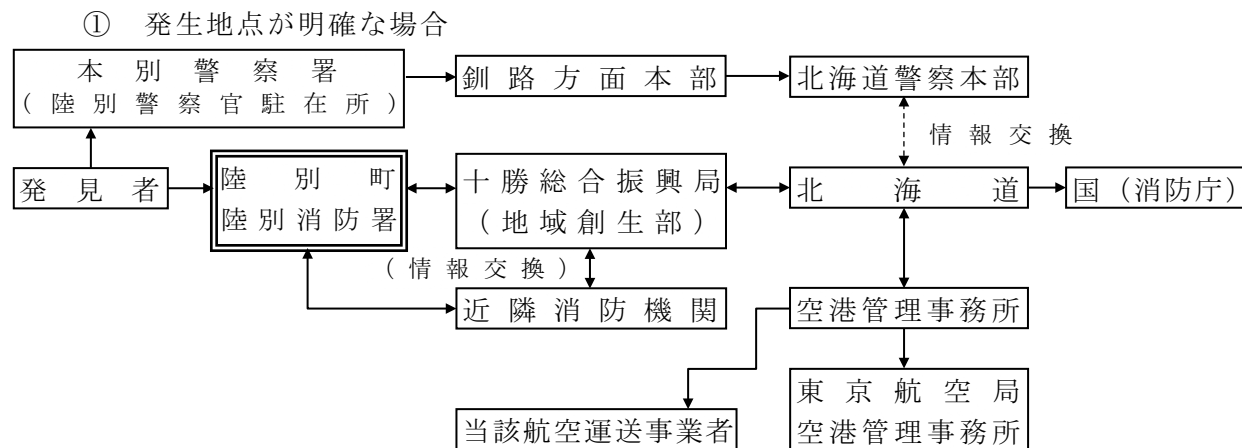 ① 発生地点が明確な場合
本別警察署
(陸別警察官駐在所)
釧路方面本部
北海道警察本部
情報交換
発見者
陸別町
陸別消防署
十勝総合振興局
(地域創生部)
北海道
国(消防庁)
(情報交換)
近隣消防機関
空港管理事務所
当該航空運送事業者
東京航空局
空港管理事務所